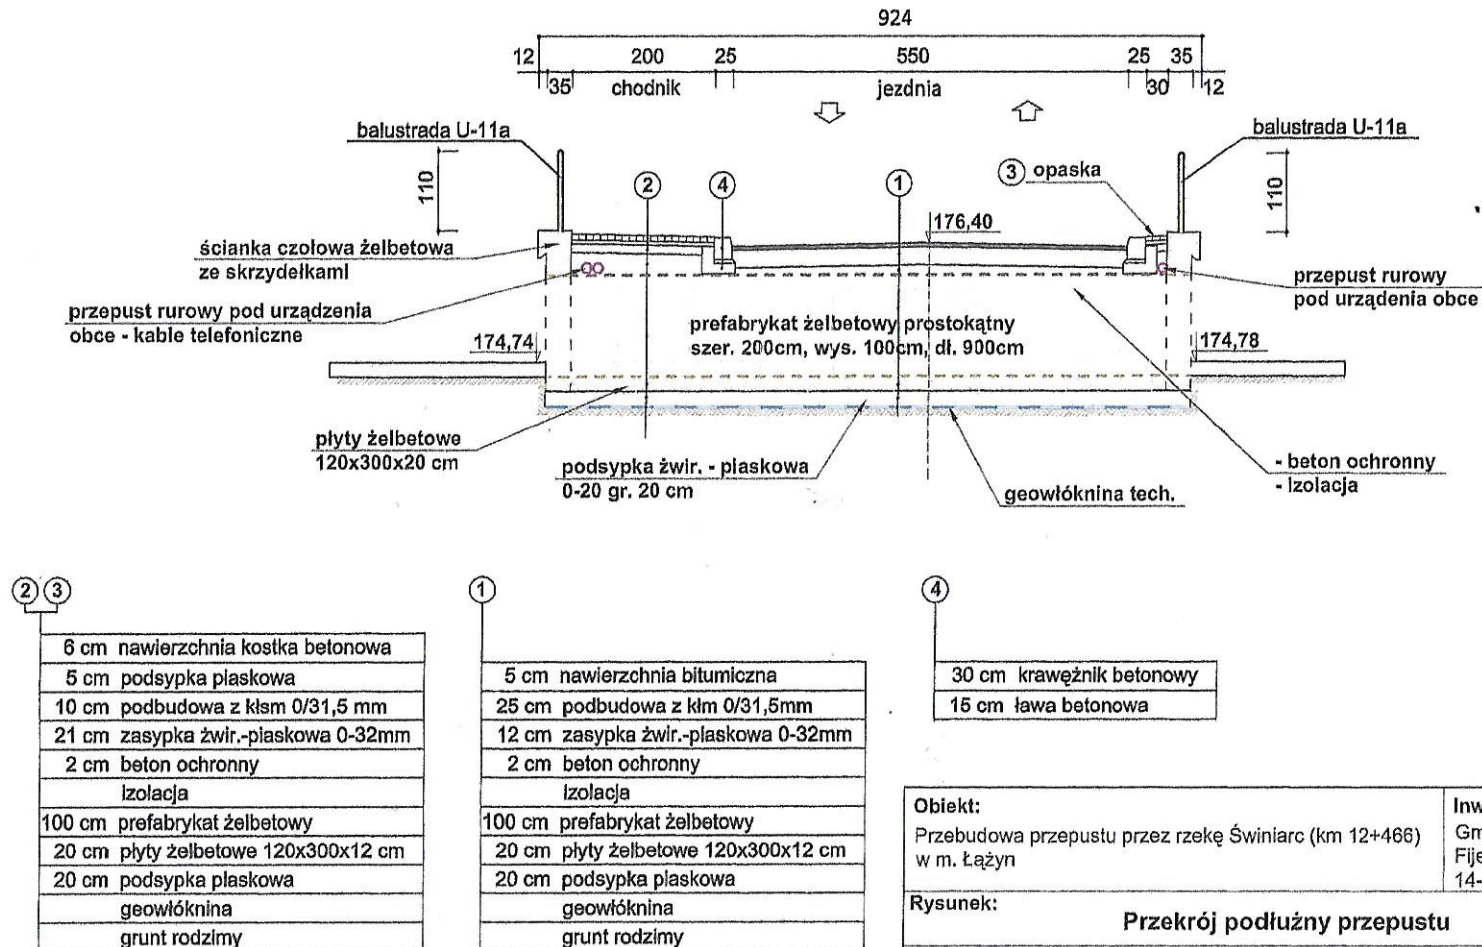 924
12 200 25 550 25 35
35 chodnik jezdnia 30 12
balustrada U-11a
balustrada U-11a
110
2
4
1
3 opaska
110
176,40
ścianka czołowa żelbetowa
ze skrzydełkami
przepust rurowy pod urządzenia
obce - kable telefoniczne
przepust rurowy
pod urządenia obce
prefabrykat żelbetowy prostokątny
szer. 200cm, wys. 100cm, dł. 900cm
174,74
174,78
płyty żelbetowe
120x300x20 cm
podsypka żwir. - piaskowa
0-20 gr. 20 cm
geowłóknina tech.
- beton ochronny
- izolacja
2 3
6 cm nawierzchnia kostka betonowa
5 cm podsypka piaskowa
10 cm podbudowa z kłsm 0/31,5 mm
21 cm zasypka żwir.-piaskowa 0-32mm
2 cm beton ochronny
izolacja
100 cm prefabrykat żelbetowy
20 cm płyty żelbetowe 120x300x12 cm
20 cm podsypka piaskowa
geowłóknina
grunt rodzimy
1
5 cm nawierzchnia bitumiczna
25 cm podbudowa z kłm 0/31,5mm
12 cm zasypka żwir.-piaskowa 0-32mm
2 cm beton ochronny
izolacja
100 cm prefabrykat żelbetowy
20 cm płyty żelbetowe 120x300x12 cm
20 cm podsypka piaskowa
geowłóknina
grunt rodzimy
4
30 cm krawężnik betonowy
15 cm ława betonowa
Obiekt:
Przebudowa przepustu przez rzekę Świniarc (km 12+466)
w m. Łążyn
Inw
Gm
Fije
14-
Rysunek:
Przekrój podłużny przepustu